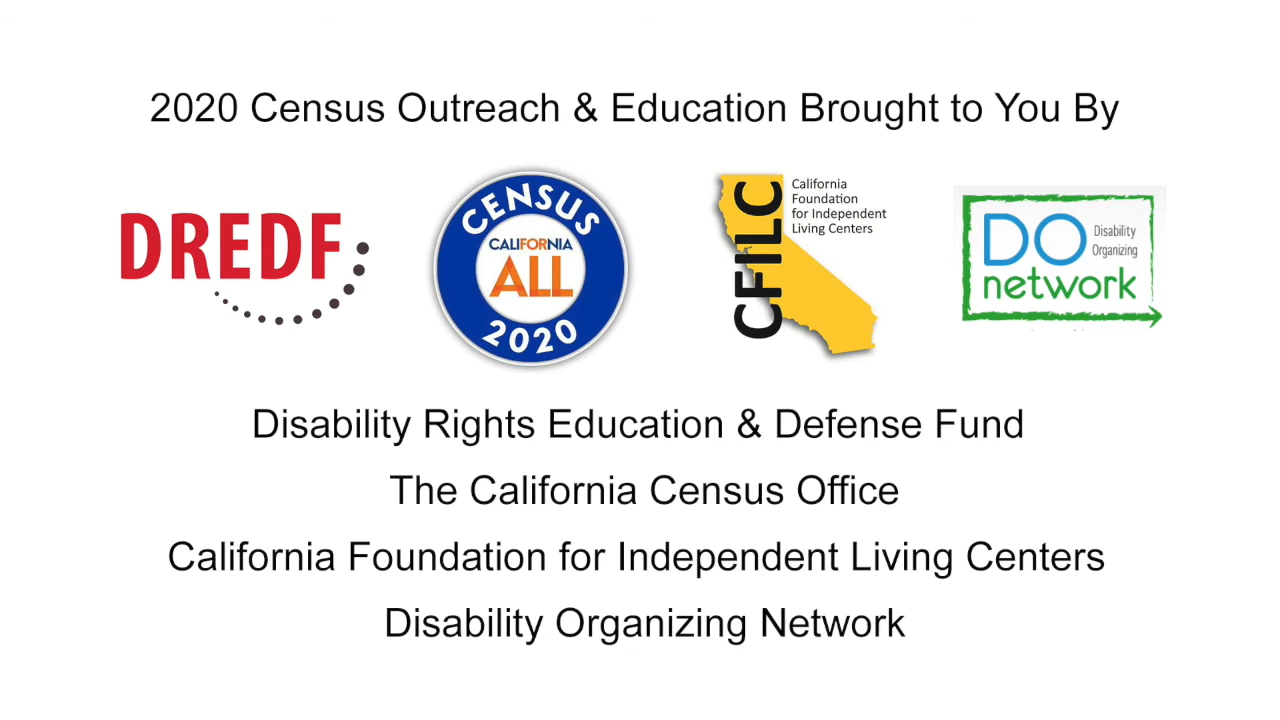 2020 Census Outreach & Education Brought to You By
DREDF
CENSUS
CALIFORNIA
ALL
2020
CFILC
California
Foundation
for Independent
Living Centers
DO
Disability
Organizing
network
Disability Rights Education & Defense Fund
The California Census Office
California Foundation for Independent Living Centers
Disability Organizing Network